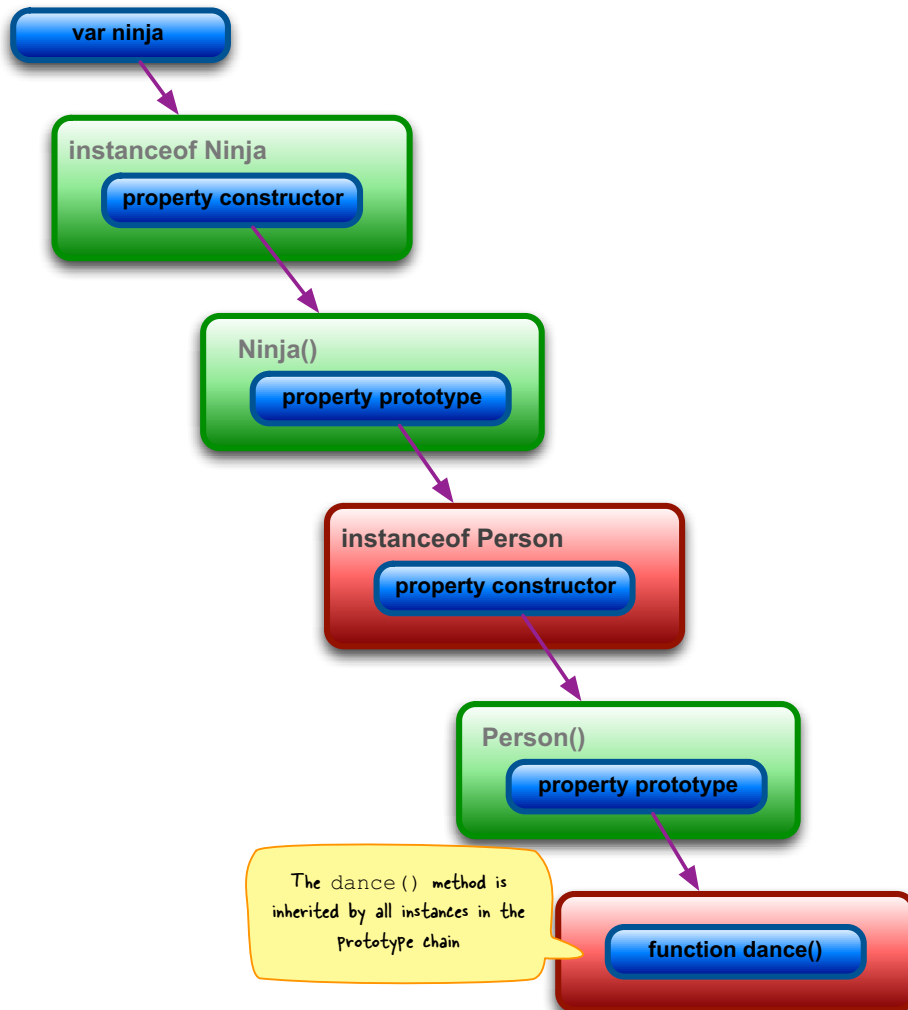 var ninja
instanceof Ninja
property constructor
Ninja()
property prototype
instanceof Person
property constructor
Person()
property prototype
The dance() method is
inherited by all instances in the
prototype chain
function dance()